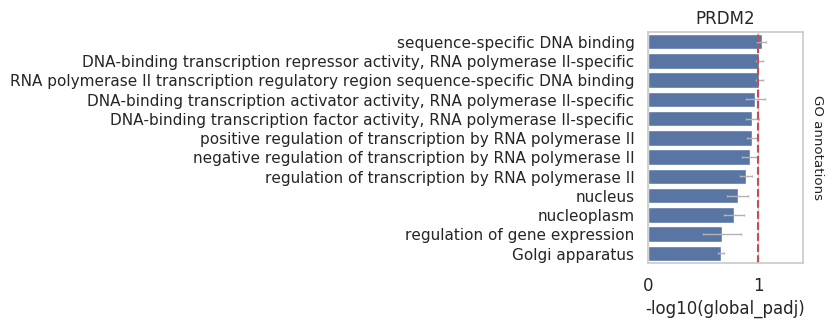 PRDM2
sequence-specific DNA binding
DNA-binding transcription repressor activity, RNA polymerase II-specific
RNA polymerase II transcription regulatory region sequence-specific DNA binding
DNA-binding transcription activator activity, RNA polymerase II-specific
DNA-binding transcription factor activity, RNA polymerase II-specific
positive regulation of transcription by RNA polymerase II
negative regulation of transcription by RNA polymerase II
regulation of transcription by RNA polymerase II
nucleus
nucleoplasm
regulation of gene expression
Golgi apparatus
GO annotations
0 1
-log10(global_padj)